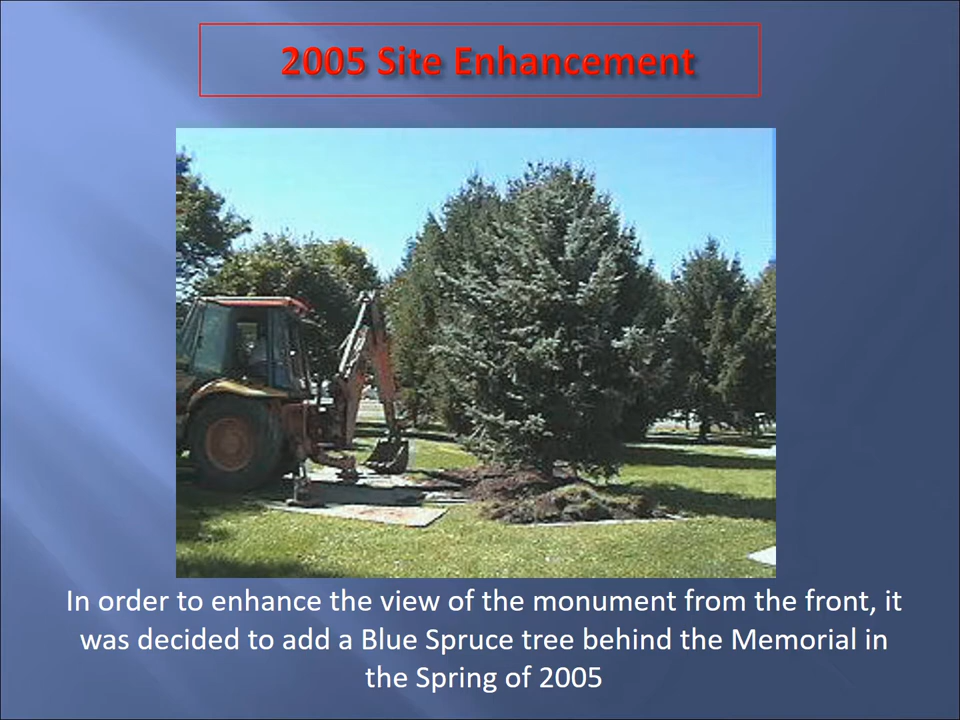 2005 Site Enhancement
In order to enhance the view of the monument from the front, it
was decided to add a Blue Spruce tree behind the Memorial in
the Spring of 2005